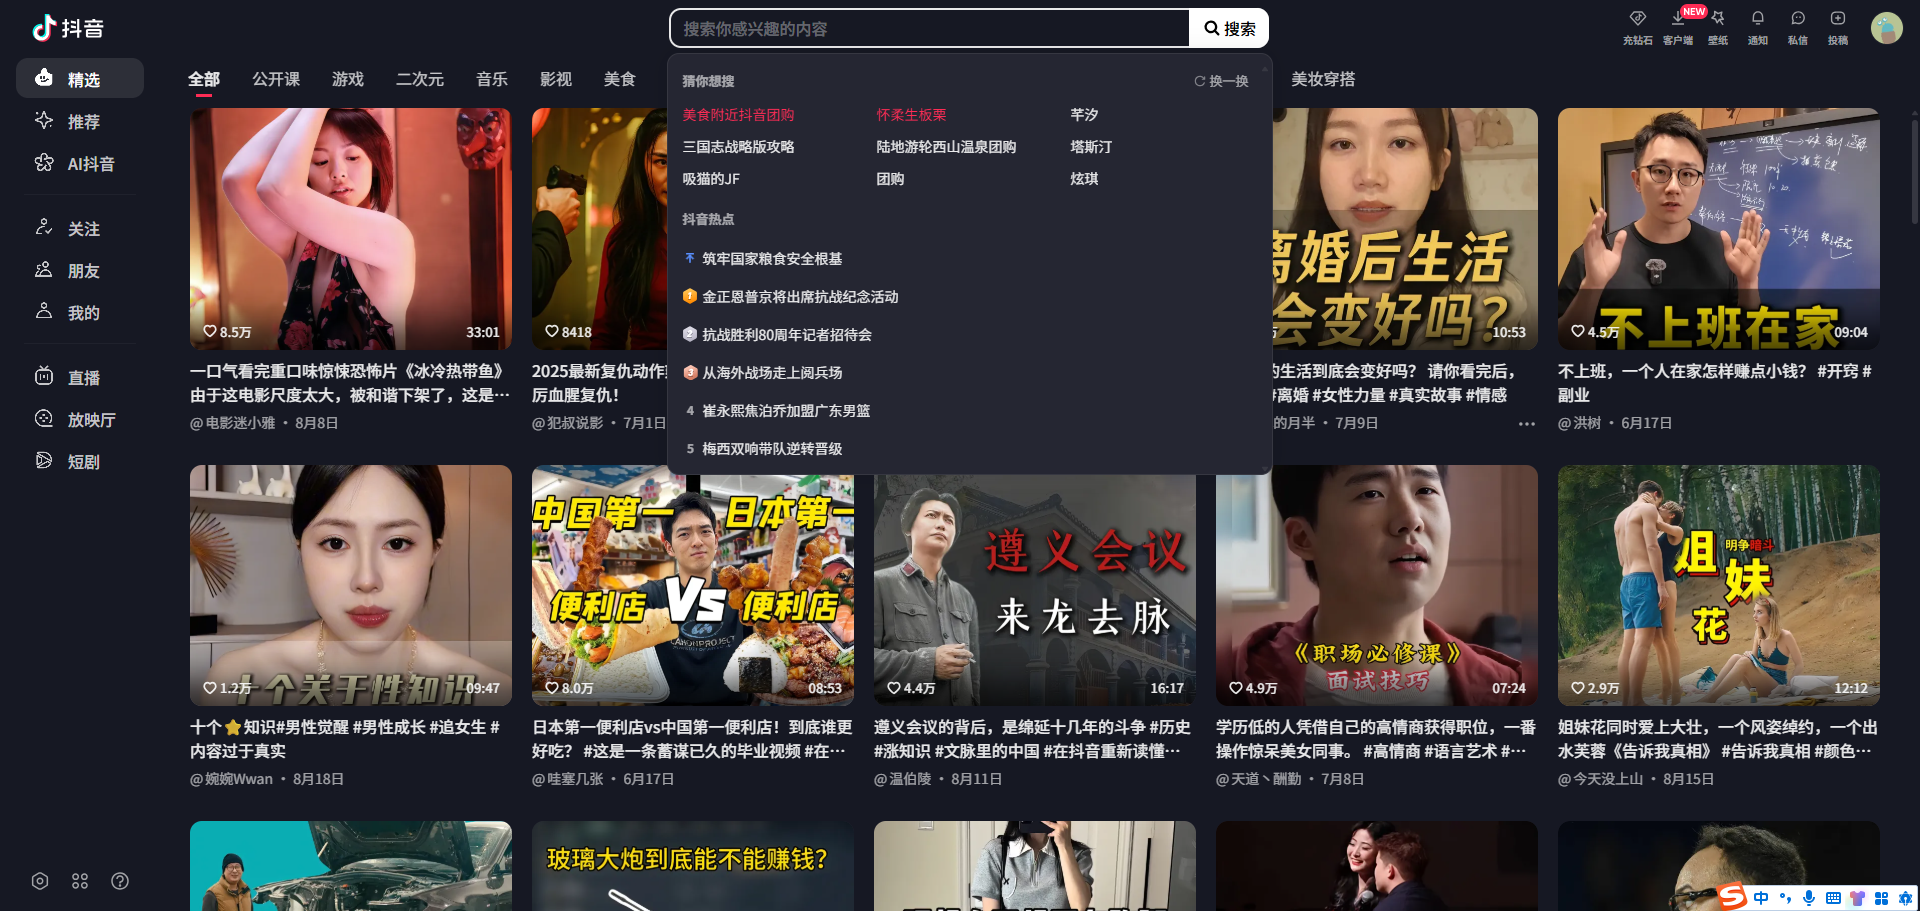 抖音
搜索你感兴趣的内容
搜索
充钻石
客户端
NEW
壁纸
通知
私信
投稿
精选
推荐
AI抖音
关注
朋友
我的
直播
放映厅
短剧
全部
公开课
游戏
二次元
音乐
影视
美食
美妆穿搭
猜你想搜
换一换
美食附近抖音团购
怀柔生板栗
芊汐
三国志战略版攻略
陆地游轮西山温泉团购
塔斯汀
吸猫的JF
团购
炫琪
抖音热点
筑牢国家粮食安全根基
1 金正恩普京将出席抗战纪念活动
2 抗战胜利80周年记者招待会
3 从海外战场走上阅兵场
4 崔永熙焦泊乔加盟广东男篮
5 梅西双响带队逆转晋级
8.5万
33:01
一口气看完重口味惊悚恐怖片《冰冷热带鱼》
由于这电影尺度太大，被和谐下架了，这是…
@电影迷小雅 · 8月8日
8418
2025最新复仇动作
厉血腥复仇！
@犯叔说影 · 7月1日
离婚后生活
会变好吗?
10:53
的生活到底会变好吗？ 请你看完后，
#离婚 #女性力量 #真实故事 #情感
的月半 · 7月9日
不上班在家
4.5万
09:04
不上班，一个人在家怎样赚点小钱？ #开窍 #
副业
@洪树 · 6月17日
十个关于性知识
1.2万
09:47
十个⭐知识#男性觉醒 #男性成长 #追女生 #
内容过于真实
@婉婉Wwan · 8月18日
中国第一
日本第一
便利店
Vs
便利店
8.0万
08:53
日本第一便利店vs中国第一便利店！到底谁更
好吃？ #这是一条蓄谋已久的毕业视频 #在…
@哇塞几张 · 6月17日
遵义会议
来龙去脉
4.4万
16:17
遵义会议的背后，是绵延十几年的斗争 #历史
#涨知识 #文脉里的中国 #在抖音重新读懂…
@温伯陵 · 8月11日
《职场必修课》
面试技巧
4.9万
07:24
学历低的人凭借自己的高情商获得职位，一番
操作惊呆美女同事。 #高情商 #语言艺术 #…
@天道丶酬勤 · 7月8日
明争暗斗
姐
妹
花
2.9万
12:12
姐妹花同时爱上大壮，一个风姿绰约，一个出
水芙蓉《告诉我真相》 #告诉我真相 #颜色…
@今天没上山 · 8月15日
玻璃大炮到底能不能赚钱?
中